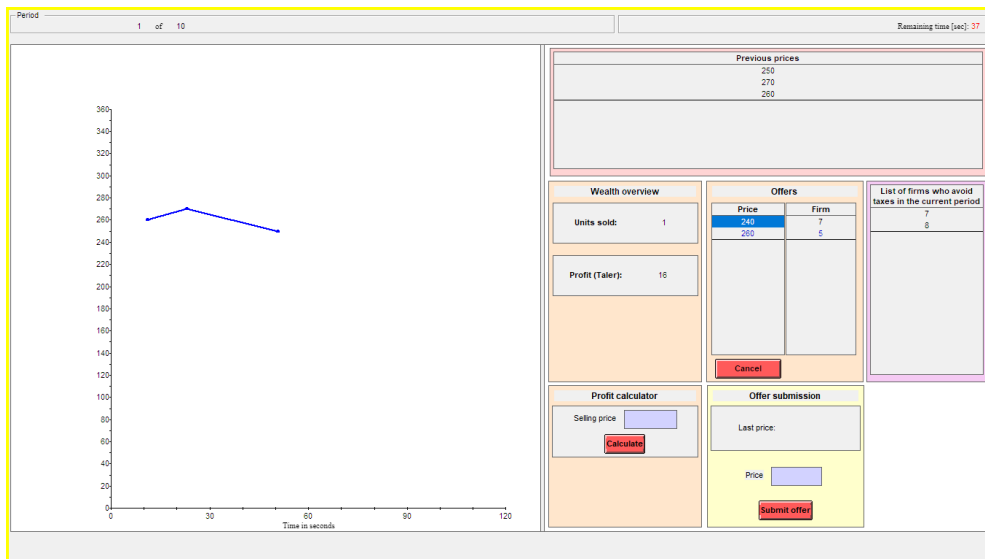 Period
1 of 10
Remaining time [sec]: 37
360
340
320
300
280
260
240
220
200
180
160
140
120
100
80
60
40
20
0
0 30 60 90 120
Time in seconds
Previous prices
250
270
260
Wealth overview
Units sold: 1
Profit (Taler): 16
Offers
Price Firm
240 7
260 5
Cancel
List of firms who avoid
taxes in the current period
7
8
Profit calculator
Selling price
Calculate
Offer submission
Last price:
Price
Submit offer